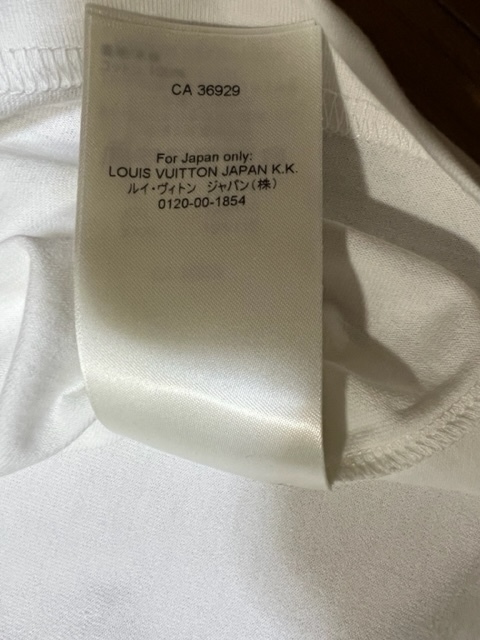 CA 36929
For Japan only:
LOUIS VUITTON JAPAN K.K.
ルイ・ヴィトン ジャパン(株)
0120-00-1854